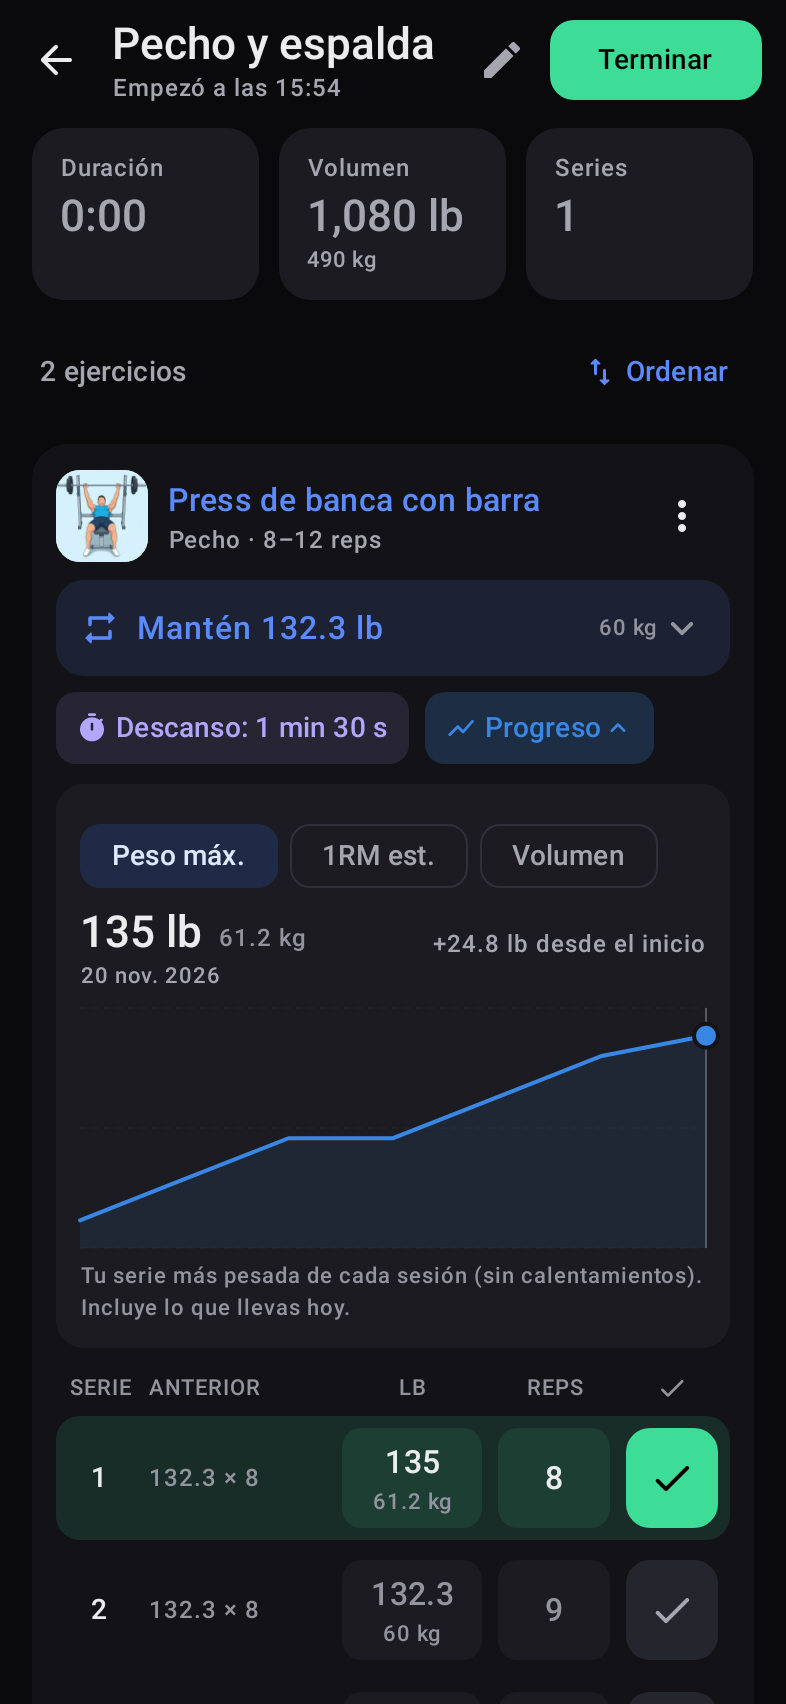 Pecho y espalda
Empezó a las 15:54
Terminar
Duración
0:00
Volumen
1,080 lb
490 kg
Series
1
2 ejercicios
Ordenar
Press de banca con barra
Pecho · 8–12 reps
Mantén 132.3 lb
60 kg
Descanso: 1 min 30 s
Progreso
Peso máx.
1RM est.
Volumen
135 lb 61.2 kg
+24.8 lb desde el inicio
20 nov. 2026
Tu serie más pesada de cada sesión (sin calentamientos).
Incluye lo que llevas hoy.
SERIE ANTERIOR LB REPS
1 132.3 × 8 135 8
61.2 kg
2 132.3 × 8 132.3 9
60 kg